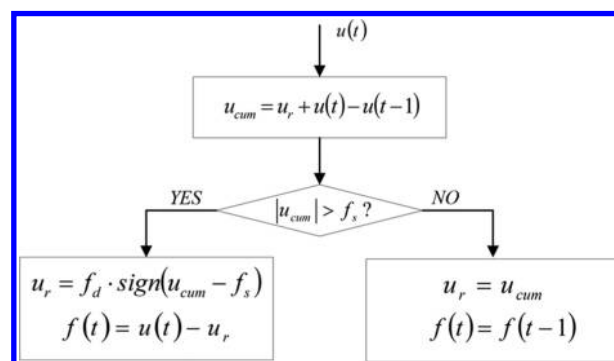 u(t)
u_cum = u_r + u(t) − u(t−1)
YES
|u_cum| > f_s ?
NO
u_r = f_d · sign(u_cum − f_s)
f(t) = u(t) − u_r
u_r = u_cum
f(t) = f(t−1)